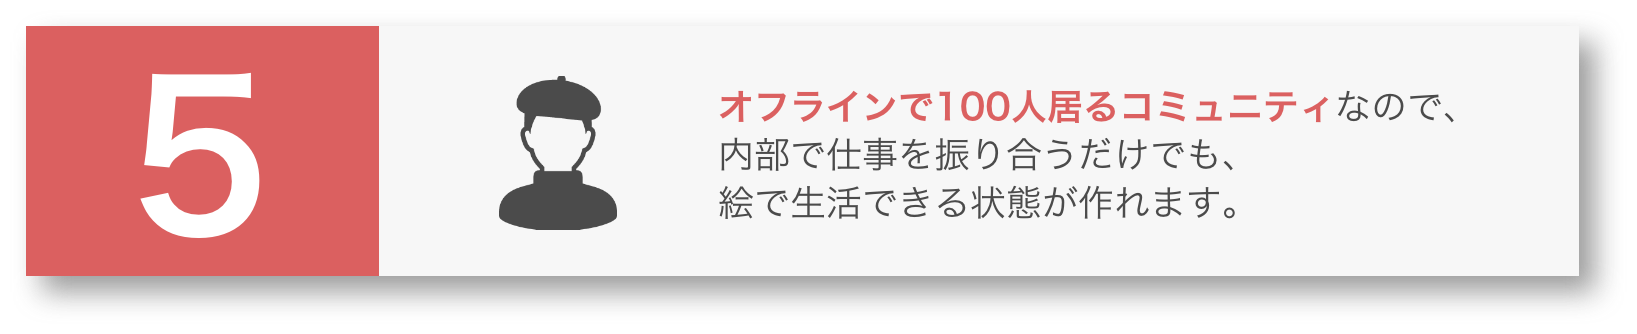 5
オフラインで100人居るコミュニティなので、
内部で仕事を振り合うだけでも、
絵で生活できる状態が作れます。